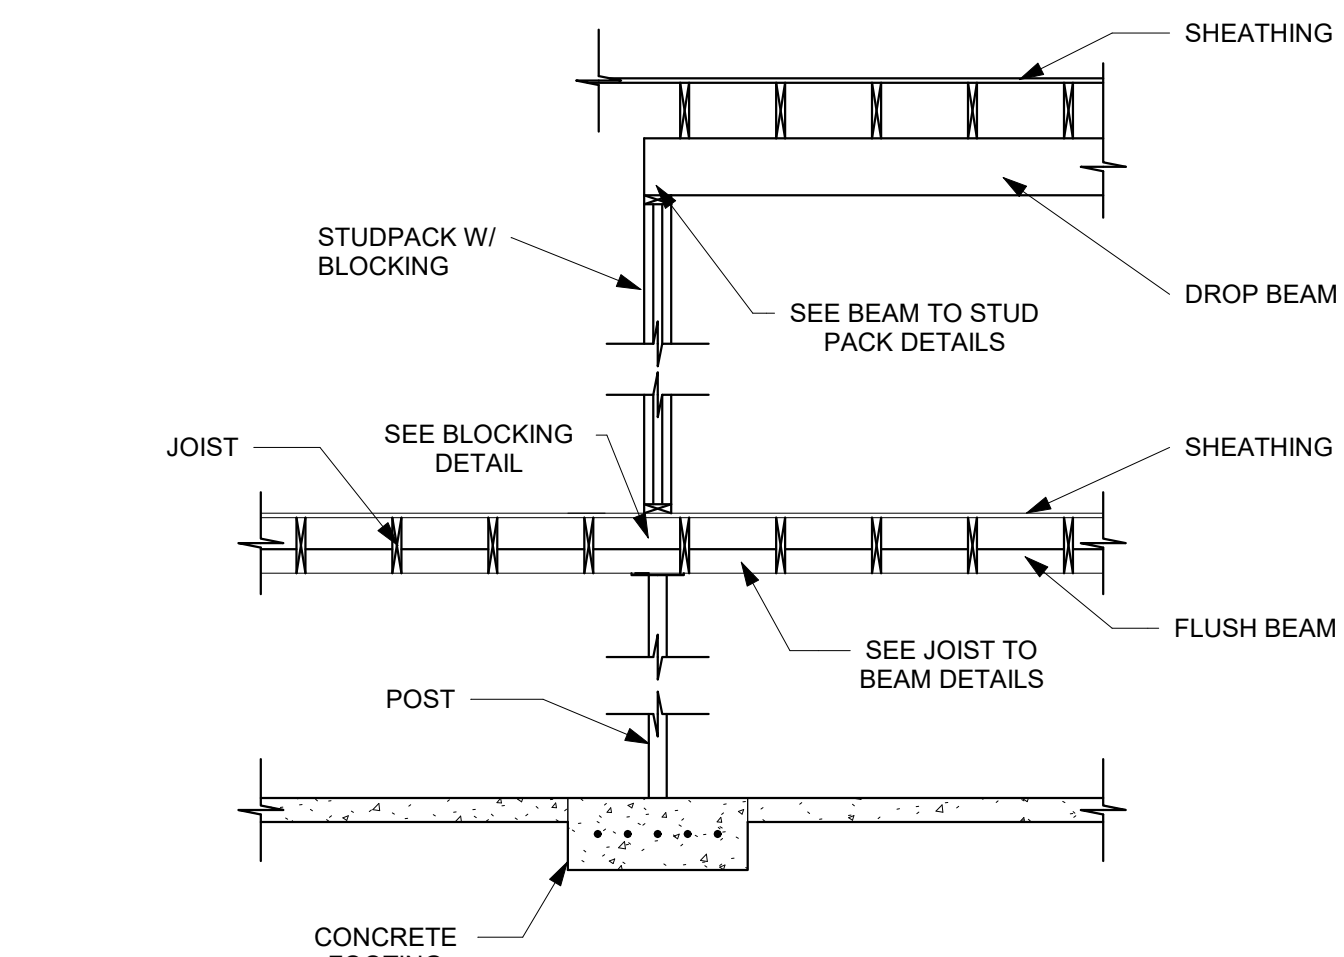 SHEATHING
STUDPACK W/
BLOCKING
DROP BEAM
SEE BEAM TO STUD
PACK DETAILS
JOIST
SEE BLOCKING
DETAIL
SHEATHING
FLUSH BEAM
SEE JOIST TO
BEAM DETAILS
POST
CONCRETE
FOOTING